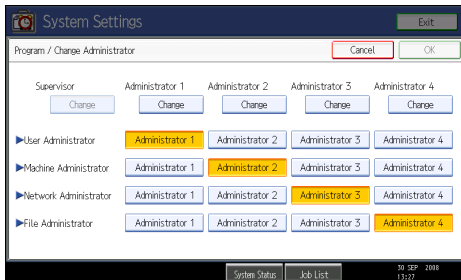 System Settings Exit
Program / Change Administrator Cancel OK
Supervisor Administrator 1 Administrator 2 Administrator 3 Administrator 4
Change Change Change Change Change
▶User Administrator Administrator 1 Administrator 2 Administrator 3 Administrator 4
▶Machine Administrator Administrator 1 Administrator 2 Administrator 3 Administrator 4
▶Network Administrator Administrator 1 Administrator 2 Administrator 3 Administrator 4
▶File Administrator Administrator 1 Administrator 2 Administrator 3 Administrator 4
System Status Job List 30 SEP 2008
13:27